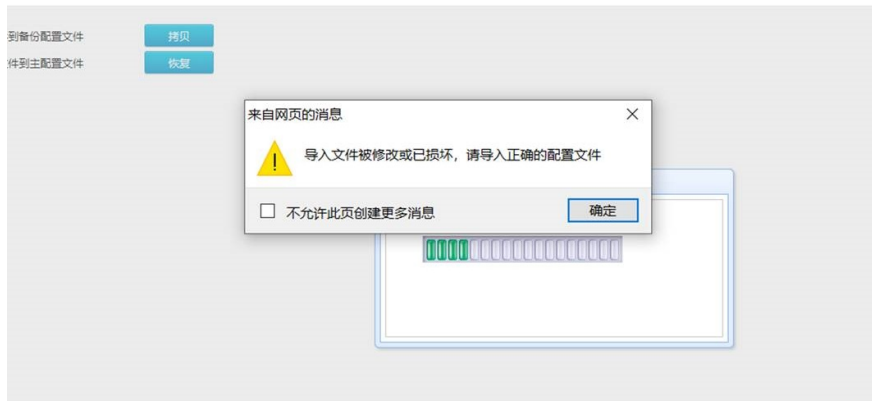 到备份配置文件
拷贝
件到主配置文件
恢复
来自网页的消息
导入文件被修改或已损坏，请导入正确的配置文件
不允许此页创建更多消息
确定